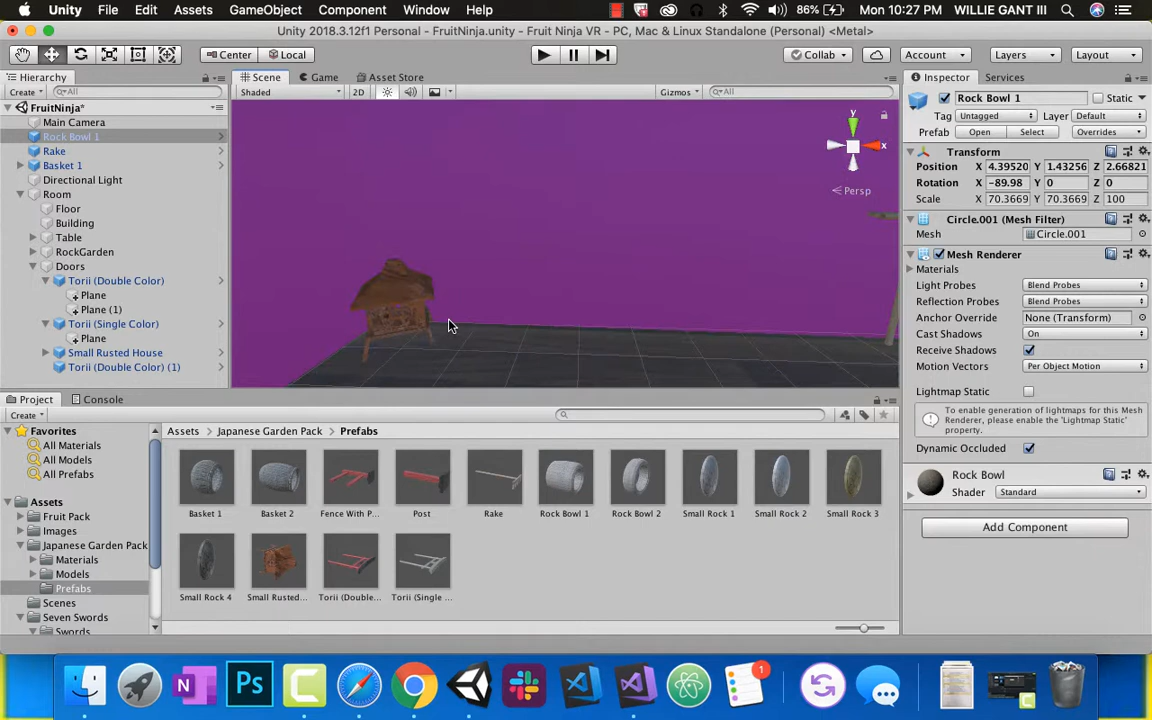 Unity File Edit Assets GameObject Component Window Help 86% Mon 10:27 PM WILLIE GANT III
Unity 2018.3.12f1 Personal - FruitNinja.unity - Fruit Ninja VR - PC, Mac & Linux Standalone (Personal) <Metal>
Center Local Collab Account Layers Layout
Hierarchy
Create All
FruitNinja*
Main Camera
Rock Bowl 1
Rake
Basket 1
Directional Light
Room
Floor
Building
Table
RockGarden
Doors
Torii (Double Color)
Plane
Plane (1)
Torii (Single Color)
Plane
Small Rusted House
Torii (Double Color) (1)
Scene Game Asset Store
Shaded 2D Gizmos All
y
x
Persp
Inspector Services
Rock Bowl 1 Static
Tag Untagged Layer Default
Prefab Open Select Overrides
Transform
Position X 4.39520 Y 1.43256 Z 2.66821
Rotation X -89.98 Y 0 Z 0
Scale X 70.3669 Y 70.3669 Z 100
Circle.001 (Mesh Filter)
Mesh Circle.001
Mesh Renderer
Materials
Light Probes Blend Probes
Reflection Probes Blend Probes
Anchor Override None (Transform)
Cast Shadows On
Receive Shadows
Motion Vectors Per Object Motion
Lightmap Static
To enable generation of lightmaps for this Mesh
Renderer, please enable the 'Lightmap Static'
property.
Dynamic Occluded
Rock Bowl
Shader Standard
Add Component
Project Console
Create
Favorites
All Materials
All Models
All Prefabs
Assets
Fruit Pack
Images
Japanese Garden Pack
Materials
Models
Prefabs
Scenes
Seven Swords
Swords
Assets Japanese Garden Pack Prefabs
Basket 1 Basket 2 Fence With P... Post Rake Rock Bowl 1 Rock Bowl 2 Small Rock 1 Small Rock 2 Small Rock 3
Small Rock 4 Small Rusted... Torii (Double... Torii (Single ...
N Ps C 1